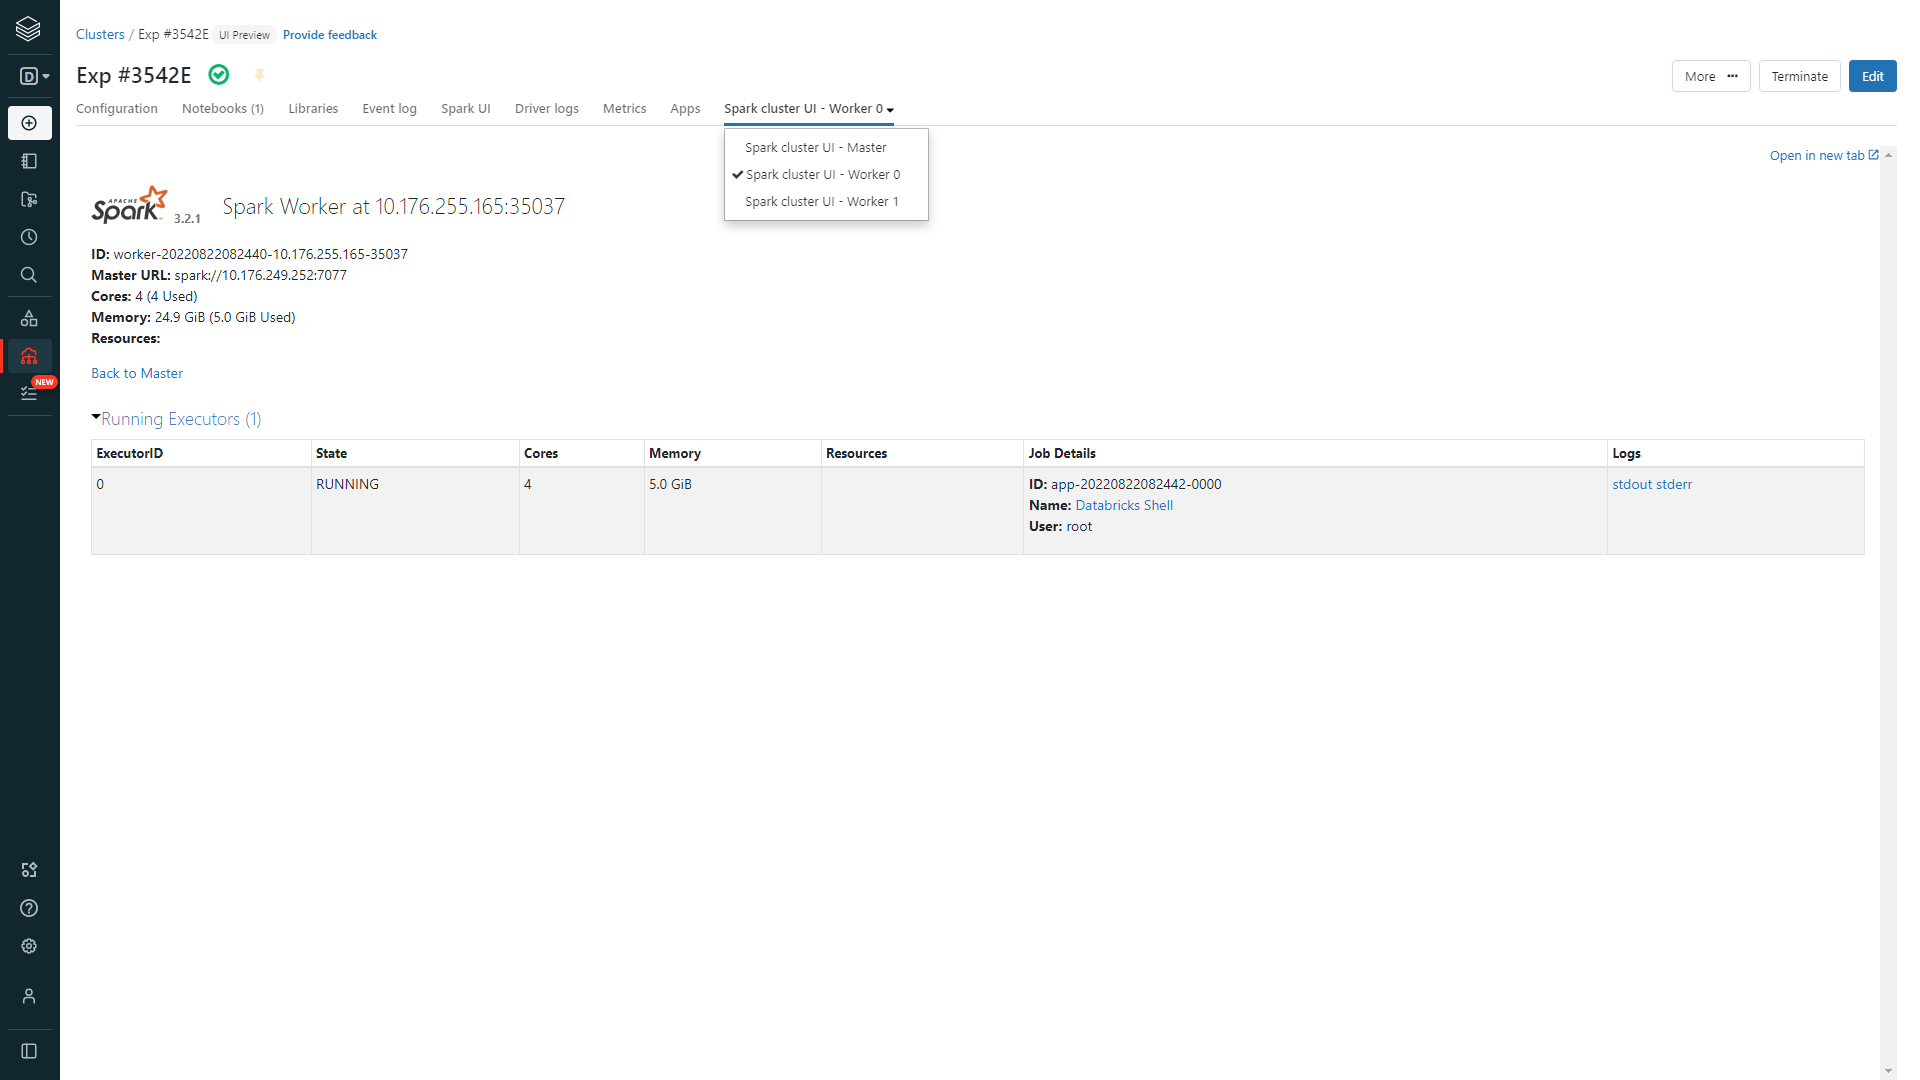 Clusters / Exp #3542E UI Preview Provide feedback
Exp #3542E
More ••• Terminate Edit
Configuration Notebooks (1) Libraries Event log Spark UI Driver logs Metrics Apps Spark cluster UI - Worker 0
Spark cluster UI - Master
Spark cluster UI - Worker 0
Spark cluster UI - Worker 1
Open in new tab
D
NEW
APACHE
Spark 3.2.1 Spark Worker at 10.176.255.165:35037
ID: worker-20220822082440-10.176.255.165-35037
Master URL: spark://10.176.249.252:7077
Cores: 4 (4 Used)
Memory: 24.9 GiB (5.0 GiB Used)
Resources:
Back to Master
Running Executors (1)
ExecutorID State Cores Memory Resources Job Details Logs
0 RUNNING 4 5.0 GiB ID: app-20220822082442-0000 stdout stderr
Name: Databricks Shell
User: root